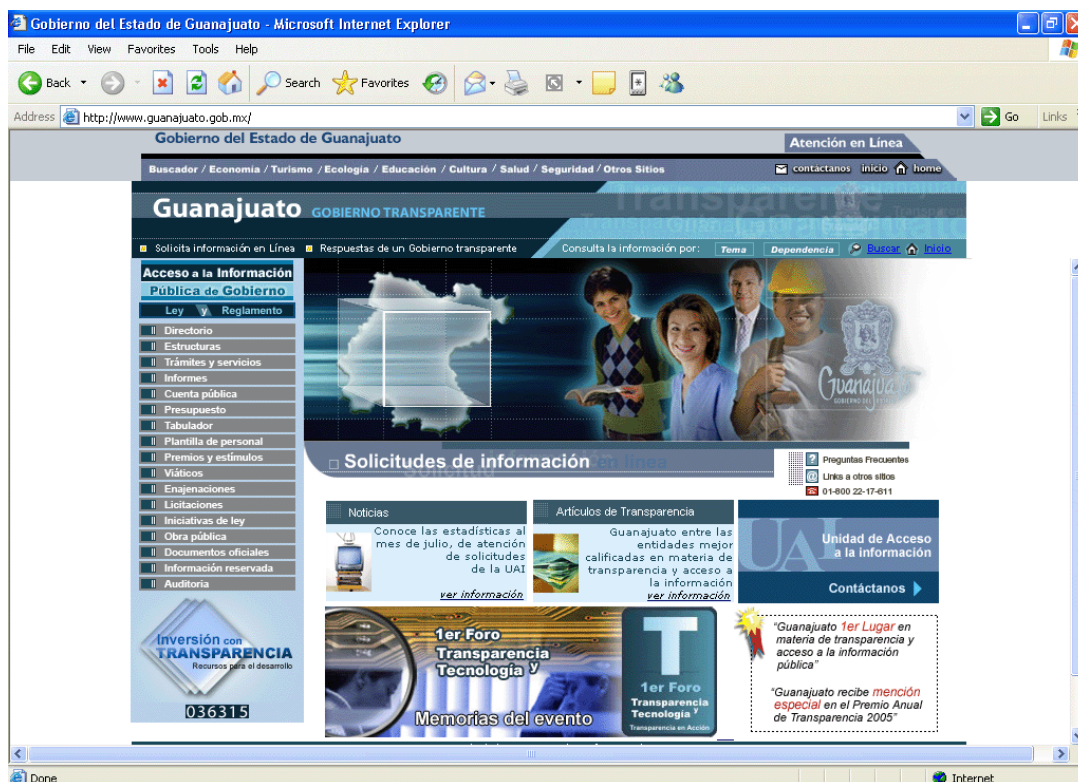 Gobierno del Estado de Guanajuato - Microsoft Internet Explorer
File Edit View Favorites Tools Help
Back Search Favorites
Address http://www.guanajuato.gob.mx/ Go Links
Gobierno del Estado de Guanajuato
Atención en Línea
Buscador / Economía / Turismo / Ecología / Educación / Cultura / Salud / Seguridad / Otros Sitios
contáctanos inicio home
Guanajuato GOBIERNO TRANSPARENTE
Transparente
Solicita información en Línea Respuestas de un Gobierno transparente Consulta la información por: Tema Dependencia Buscar Inicio
Acceso a la Información
Pública de Gobierno
Ley y Reglamento
Directorio
Estructuras
Trámites y servicios
Informes
Cuenta pública
Presupuesto
Tabulador
Plantilla de personal
Premios y estímulos
Viáticos
Enajenaciones
Licitaciones
Iniciativas de ley
Obra pública
Documentos oficiales
Información reservada
Auditoria
Inversión con
TRANSPARENCIA
Recursos para el desarrollo
036315
Guanajuato
GOBIERNO DEL
Solicitudes de información en línea
Solicitud
Preguntas Frecuentes
Links a otros sitios
01-800 22-17-611
Noticias
Conoce las estadísticas al
mes de julio, de atención
de solicitudes
de la UAI
ver información
Artículos de Transparencia
Guanajuato entre las
entidades mejor
calificadas en materia de
transparencia y acceso a
la información
ver información
UAI
Unidad de Acceso
a la información
Contáctanos
1er Foro
Transparencia
Tecnología y
Memorias del evento
T
1er Foro
Transparencia
Tecnología y
Transparencia en Acción
"Guanajuato 1er Lugar en
materia de transparencia y
acceso a la información
pública"
"Guanajuato recibe mención
especial en el Premio Anual
de Transparencia 2005"
Done Internet